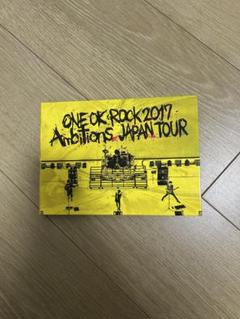 ONE OK ROCK 2017
Ambitions JAPAN TOUR